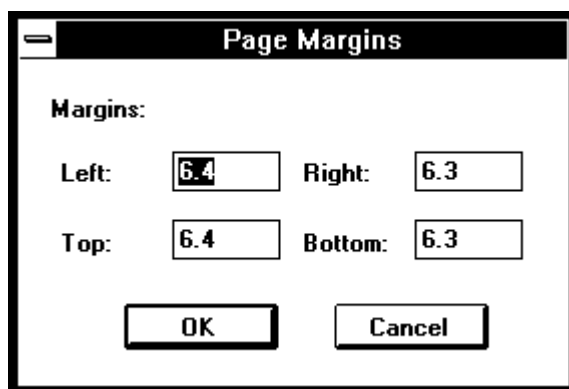 Page Margins
Margins:
Left: 6.4 Right: 6.3
Top: 6.4 Bottom: 6.3
OK Cancel